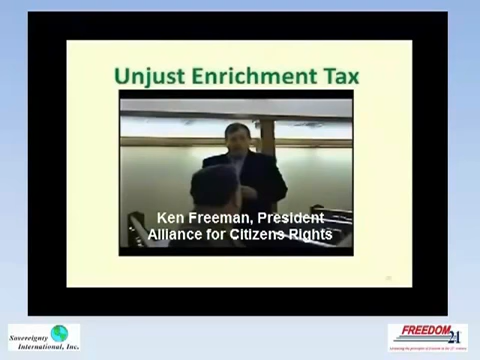 Unjust Enrichment Tax
Ken Freeman, President
Alliance for Citizens Rights
Sovereignty
International, Inc.
FREEDOM
21